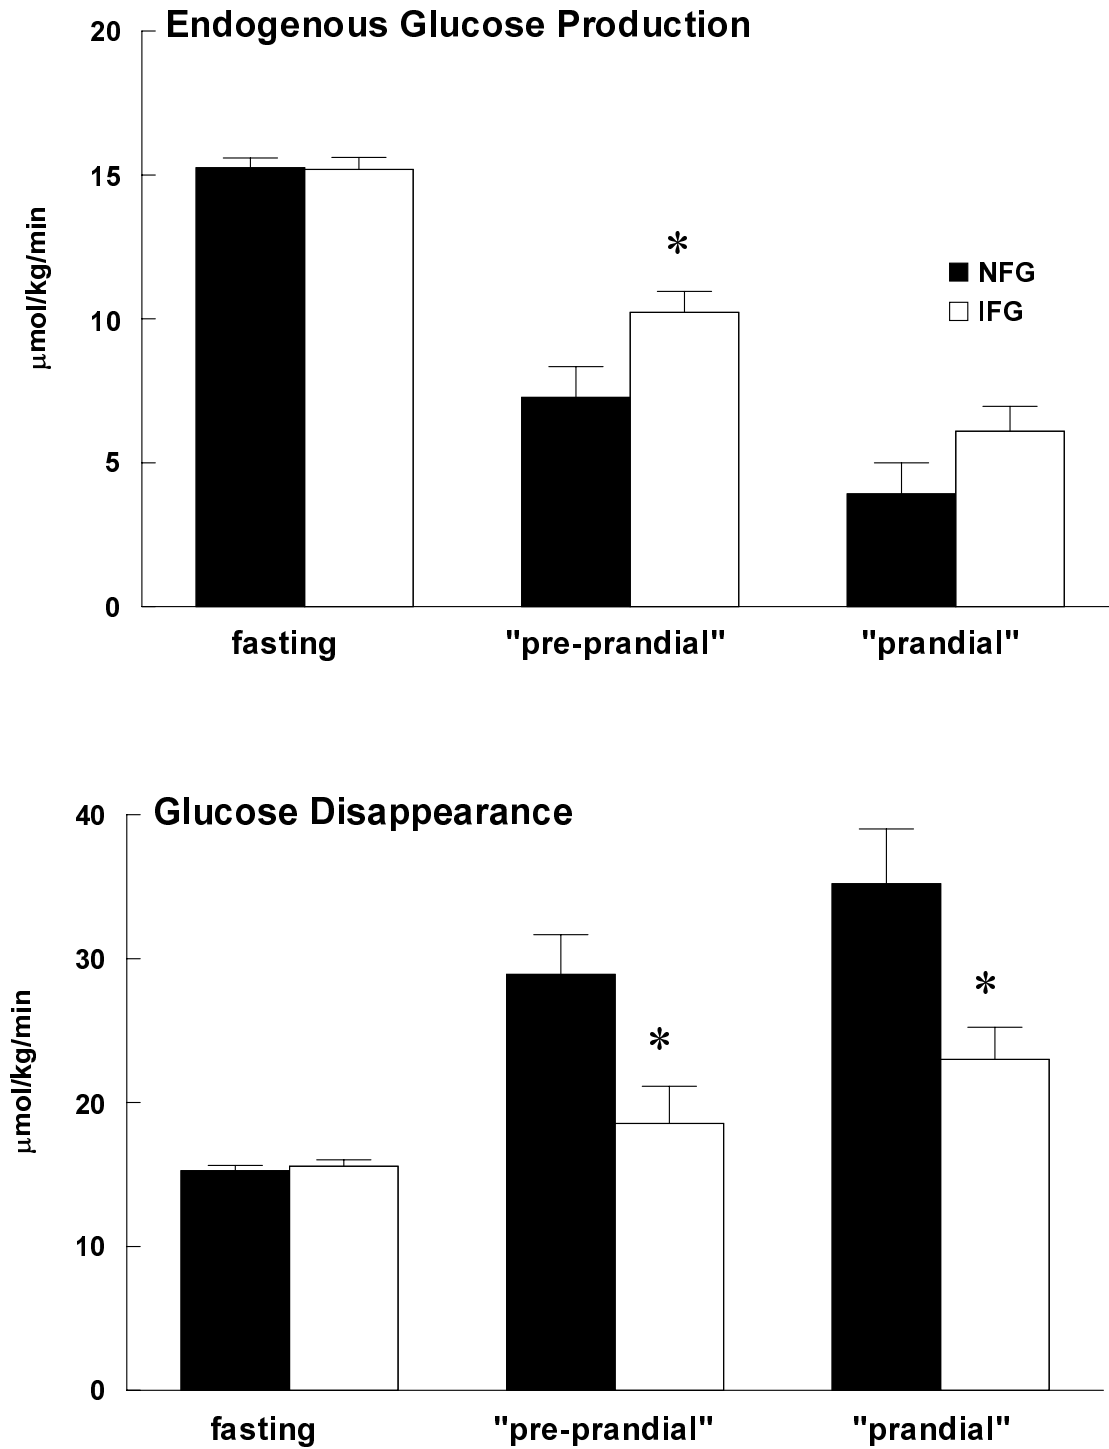 Endogenous Glucose Production
20
15
10
5
0
μmol/kg/min
*
NFG
IFG
fasting "pre-prandial" "prandial"
Glucose Disappearance
40
30
20
10
0
μmol/kg/min
*
*
fasting "pre-prandial" "prandial"